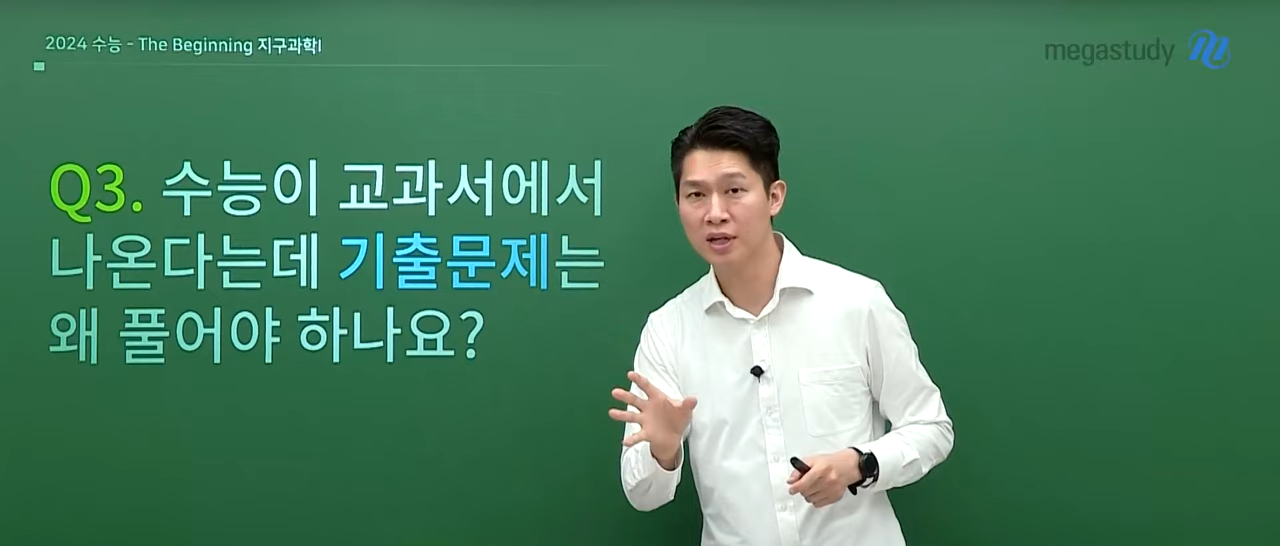 2024 수능 - The Beginning 지구과학I
megastudy
Q3. 수능이 교과서에서
나온다는데 기출문제는
왜 풀어야 하나요?